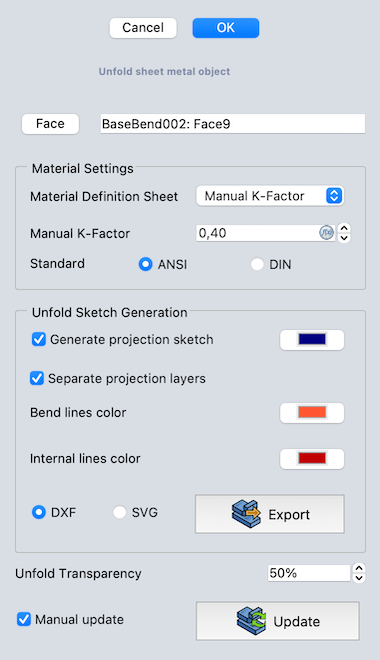 Cancel OK
Unfold sheet metal object
Face BaseBend002: Face9
Material Settings
Material Definition Sheet Manual K-Factor
Manual K-Factor 0,40 f(x)
Standard ANSI DIN
Unfold Sketch Generation
Generate projection sketch
Separate projection layers
Bend lines color
Internal lines color
DXF SVG Export
Unfold Transparency 50%
Manual update Update